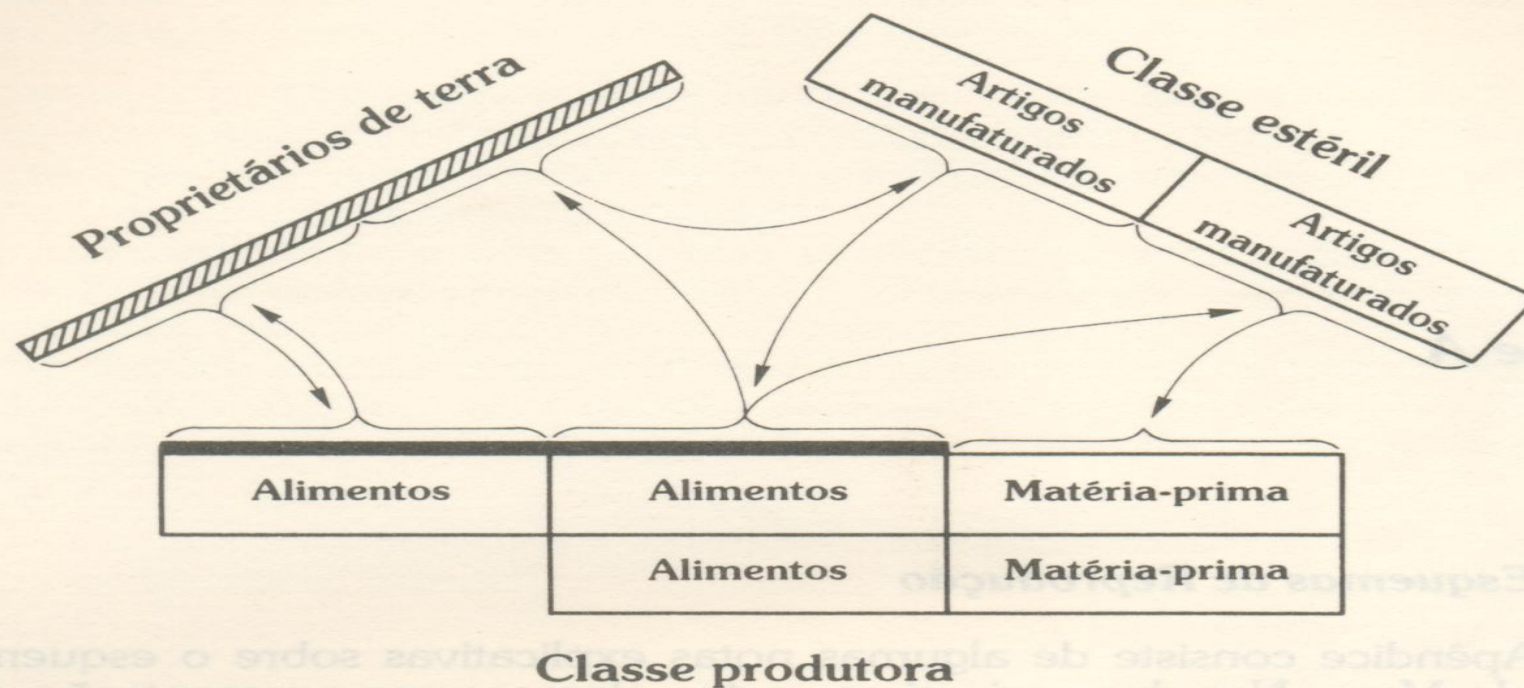 Proprietários de terra
Classe estéril
Artigos
manufaturados
Artigos
manufaturados
Alimentos
Alimentos
Matéria-prima
Alimentos
Matéria-prima
Classe produtora
Esquemas de Reprodução
Apêndice consiste de algumas notas explicativas sobre o esquem